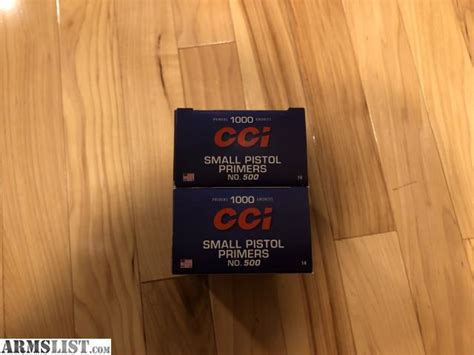 1000
CCi
SMALL PISTOL
PRIMERS
NO. 500
1000
CCi
SMALL PISTOL
PRIMERS
NO. 500
ARMSLIST.com